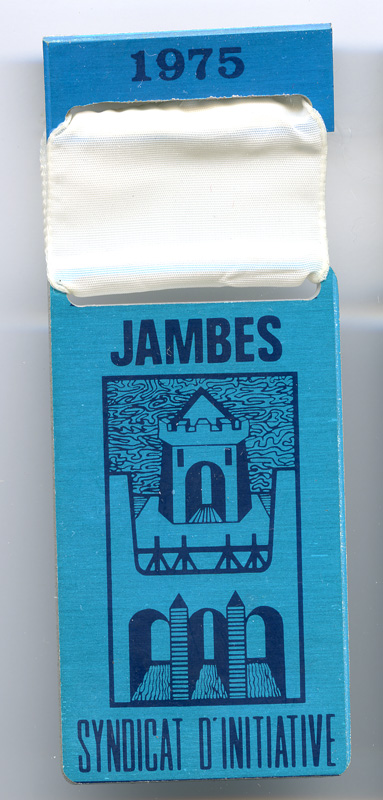 1975
JAMBES
SYNDICAT D'INITIATIVE